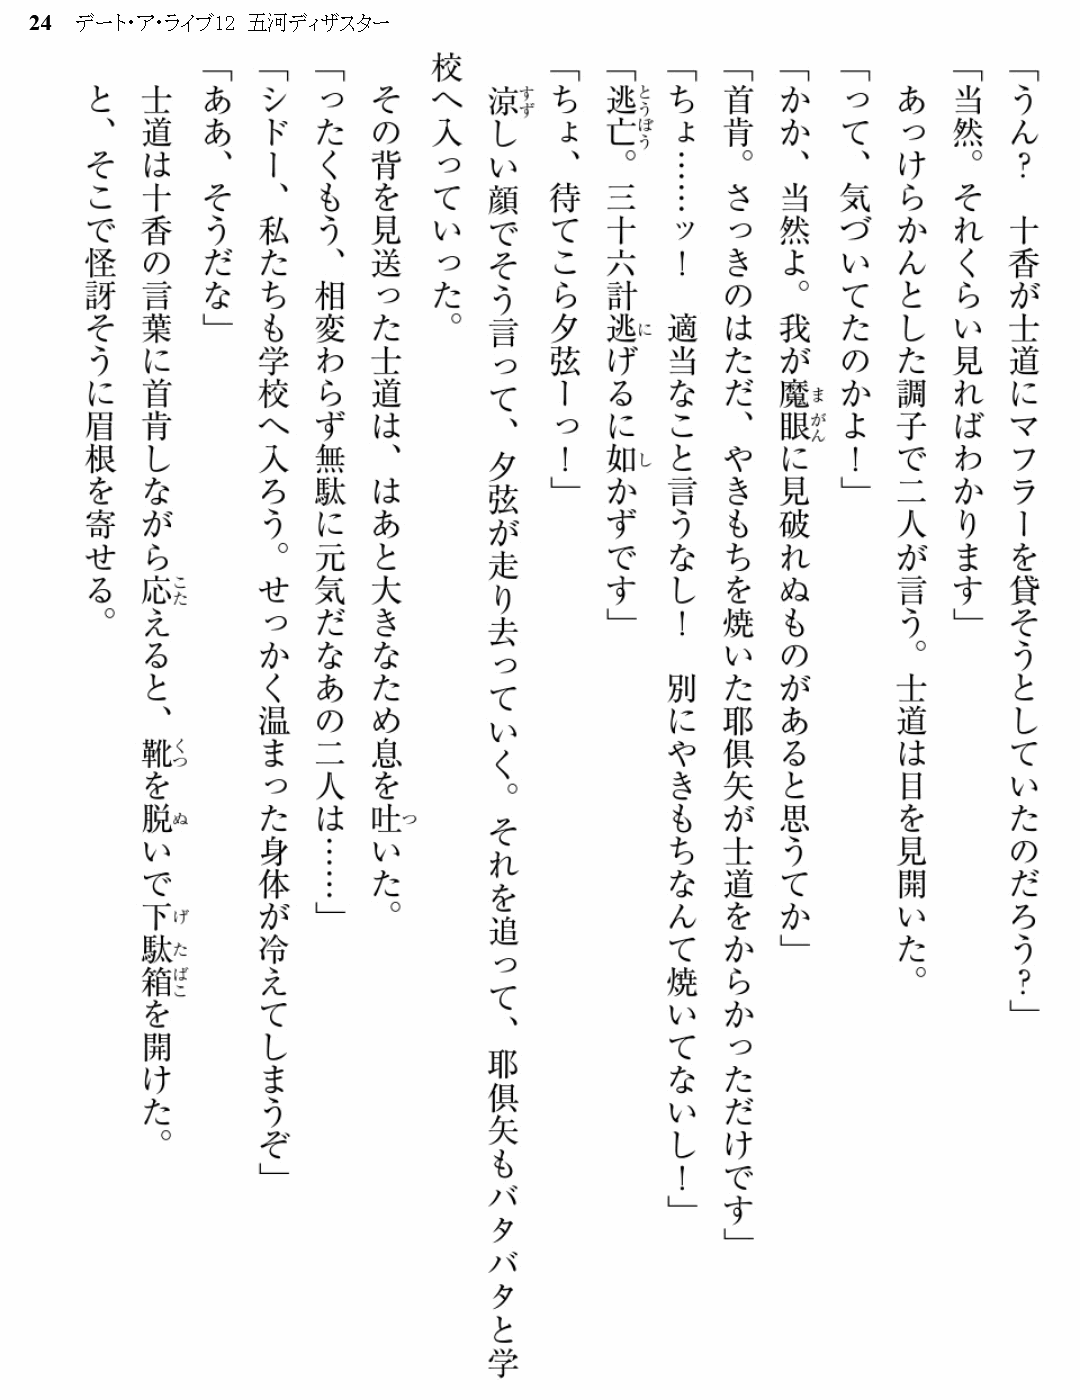 24 デート・ア・ライブ12 五河ディザスター
「うん？　十香が士道にマフラーを貸そうとしていたのだろう？」
「当然。それくらい見ればわかります」
あっけらかんとした調子で二人が言う。士道は目を見開いた。
「って、気づいてたのかよ！」
「かか、当然よ。我が魔眼に見破れぬものがあると思うてか」
「首肯。さっきのはただ、やきもちを焼いた耶倶矢が士道をからかっただけです」
「ちょ……ッ！　適当なこと言うなし！　別にやきもちなんて焼いてないし！」
「逃亡。三十六計逃げるに如かずです」
「ちょ、待てこら夕弦ーっ！」
涼しい顔でそう言って、夕弦が走り去っていく。それを追って、耶倶矢もバタバタと学
校へ入っていった。
その背を見送った士道は、はあと大きなため息を吐いた。
「ったくもう、相変わらず無駄に元気だなあの二人は……」
「シドー、私たちも学校へ入ろう。せっかく温まった身体が冷えてしまうぞ」
「ああ、そうだな」
士道は十香の言葉に首肯しながら応えると、靴を脱いで下駄箱を開けた。
と、そこで怪訝そうに眉根を寄せる。